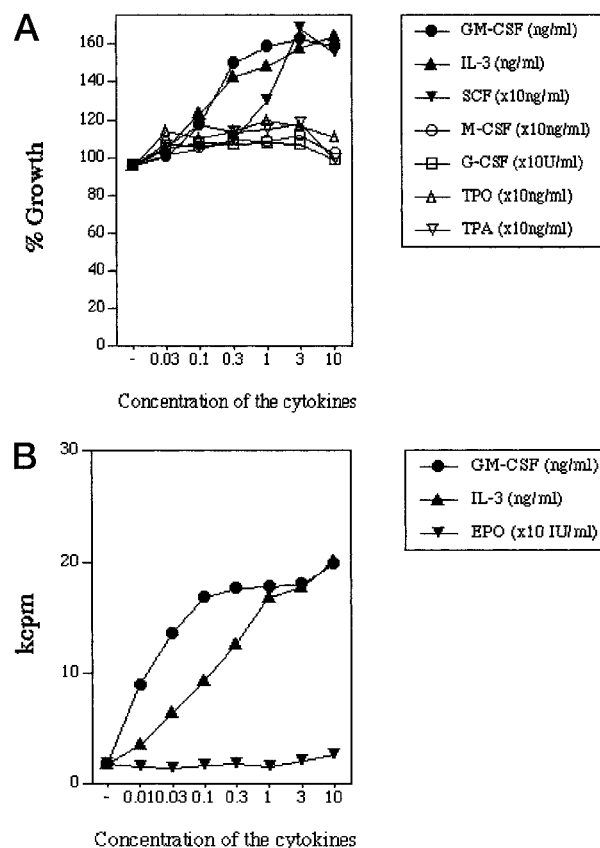 A
% Growth
160
140
120
100
80
60
40
20
0
- 0.03 0.1 0.3 1 3 10
Concentration of the cytokines
GM-CSF (ng/ml)
IL-3 (ng/ml)
SCF (x10ng/ml)
M-CSF (x10ng/ml)
G-CSF (x10U/ml)
TPO (x10ng/ml)
TPA (x10ng/ml)
B
kcpm
30
20
10
0
- 0.01 0.03 0.1 0.3 1 3 10
Concentration of the cytokines
GM-CSF (ng/ml)
IL-3 (ng/ml)
EPO (x10 IU/ml)